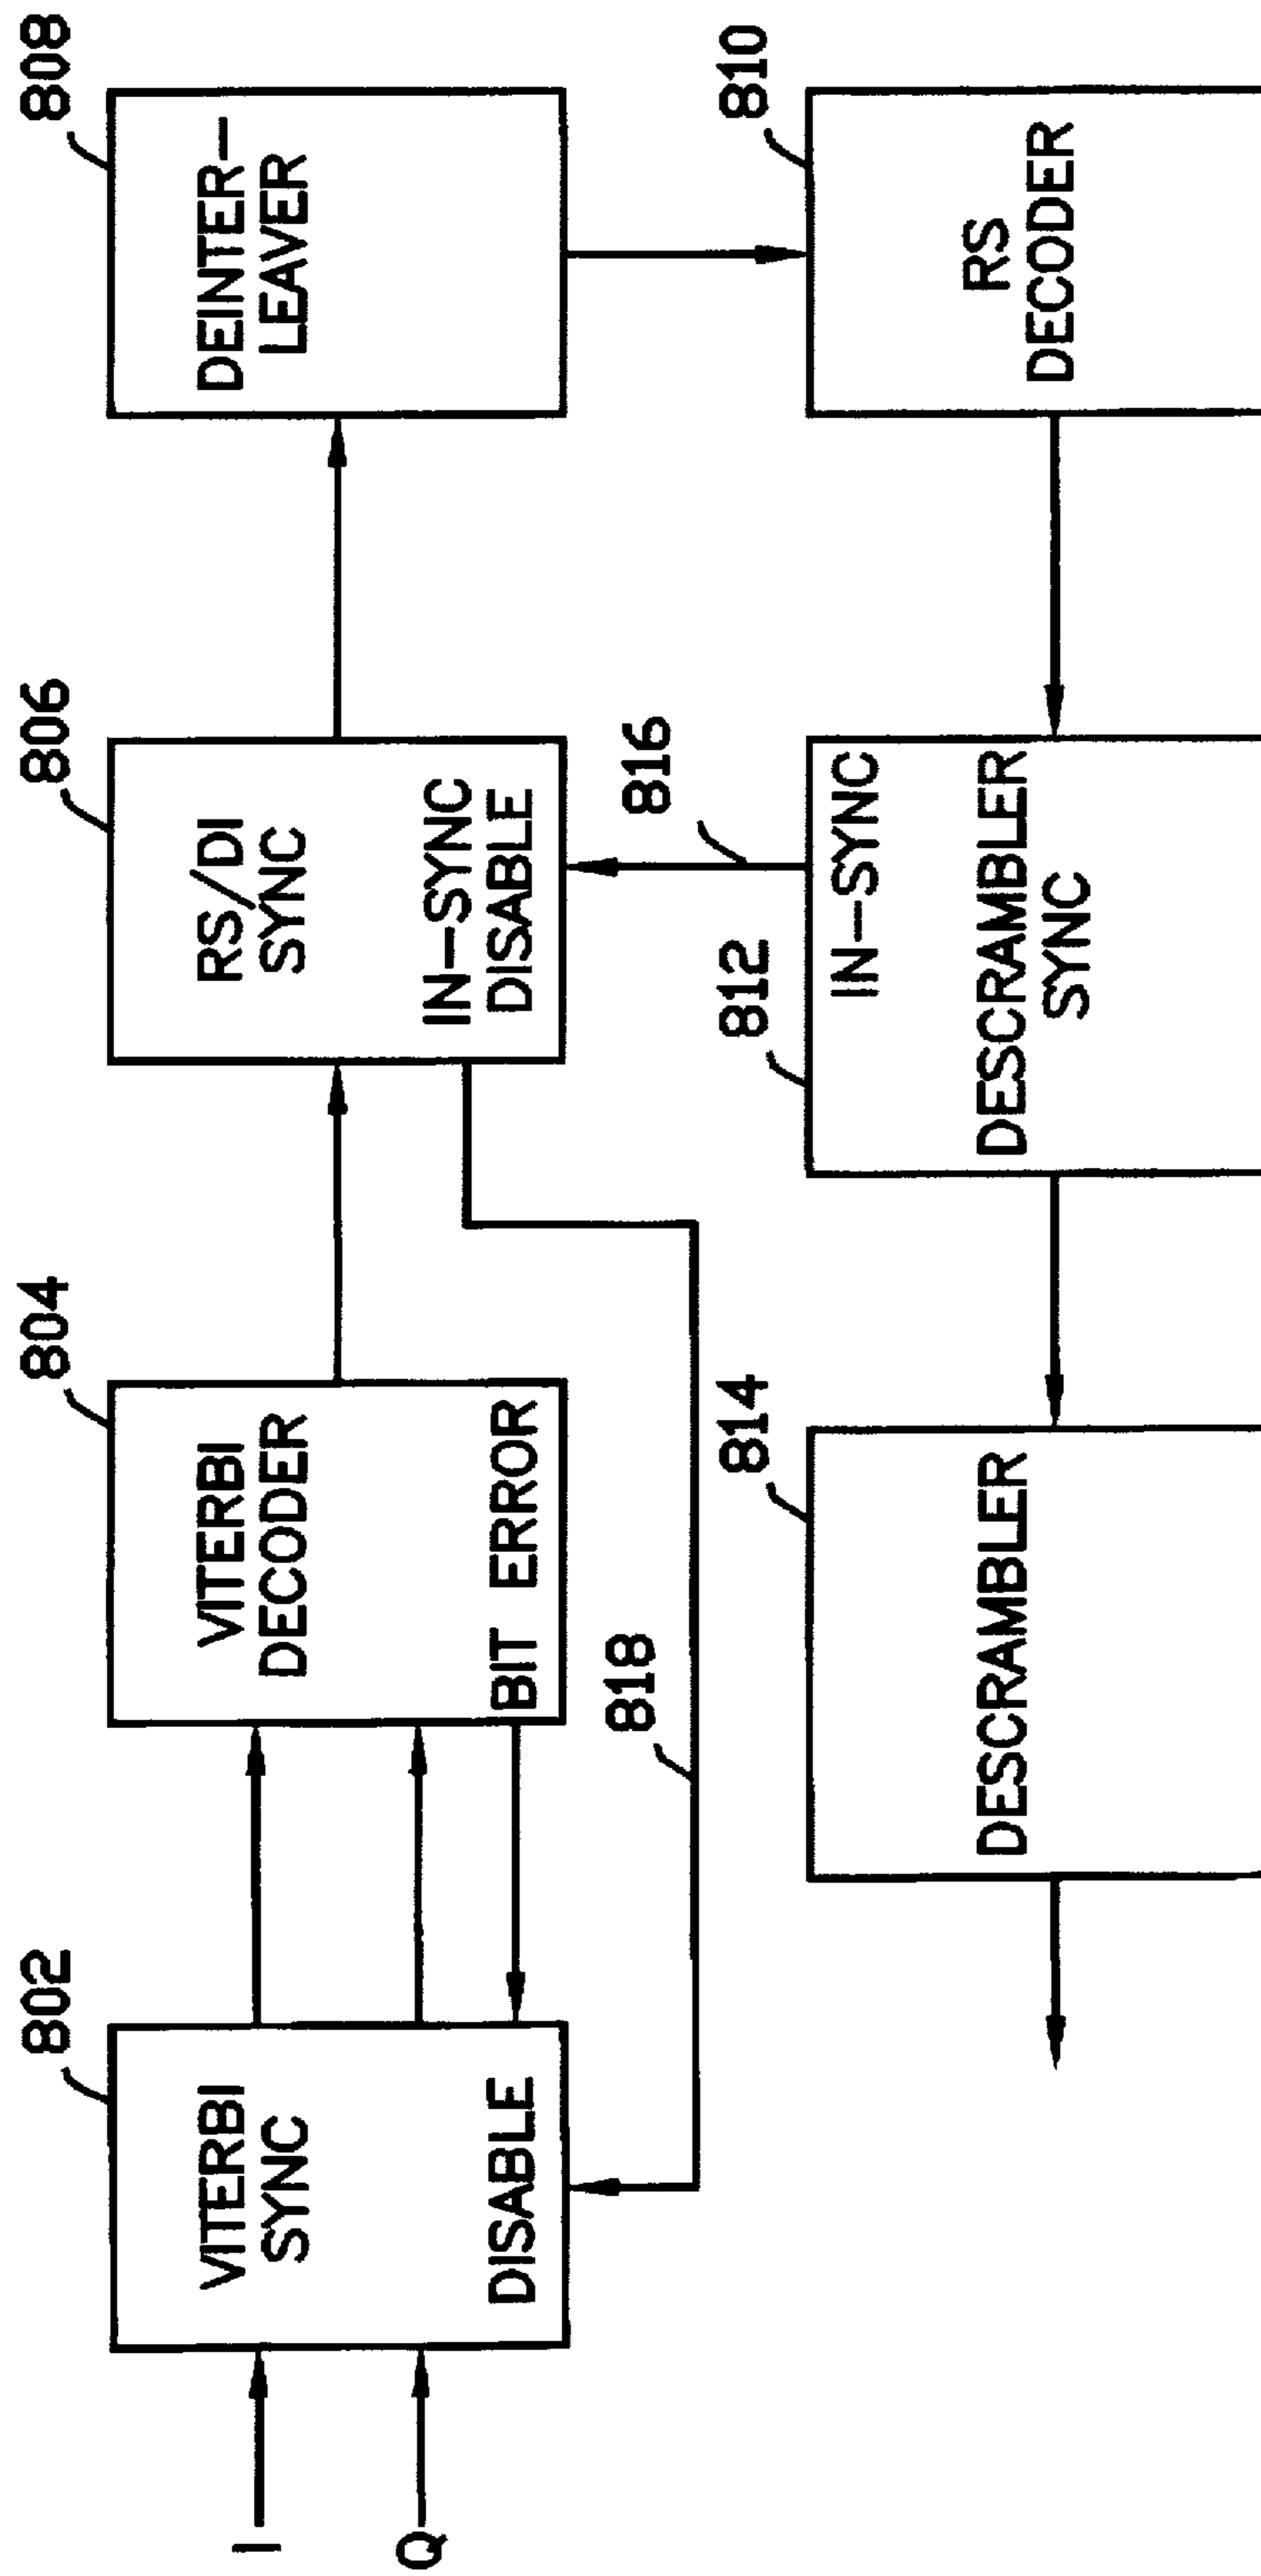 I
Q
802
VITERBI
SYNC
DISABLE
804
VITERBI
DECODER
BIT ERROR
806
RS/DI
SYNC
IN-SYNC
DISABLE
808
DEINTER-
LEAVER
818
816
814
DESCRAMBLER
812
IN-SYNC
DESCRAMBLER
SYNC
810
RS
DECODER